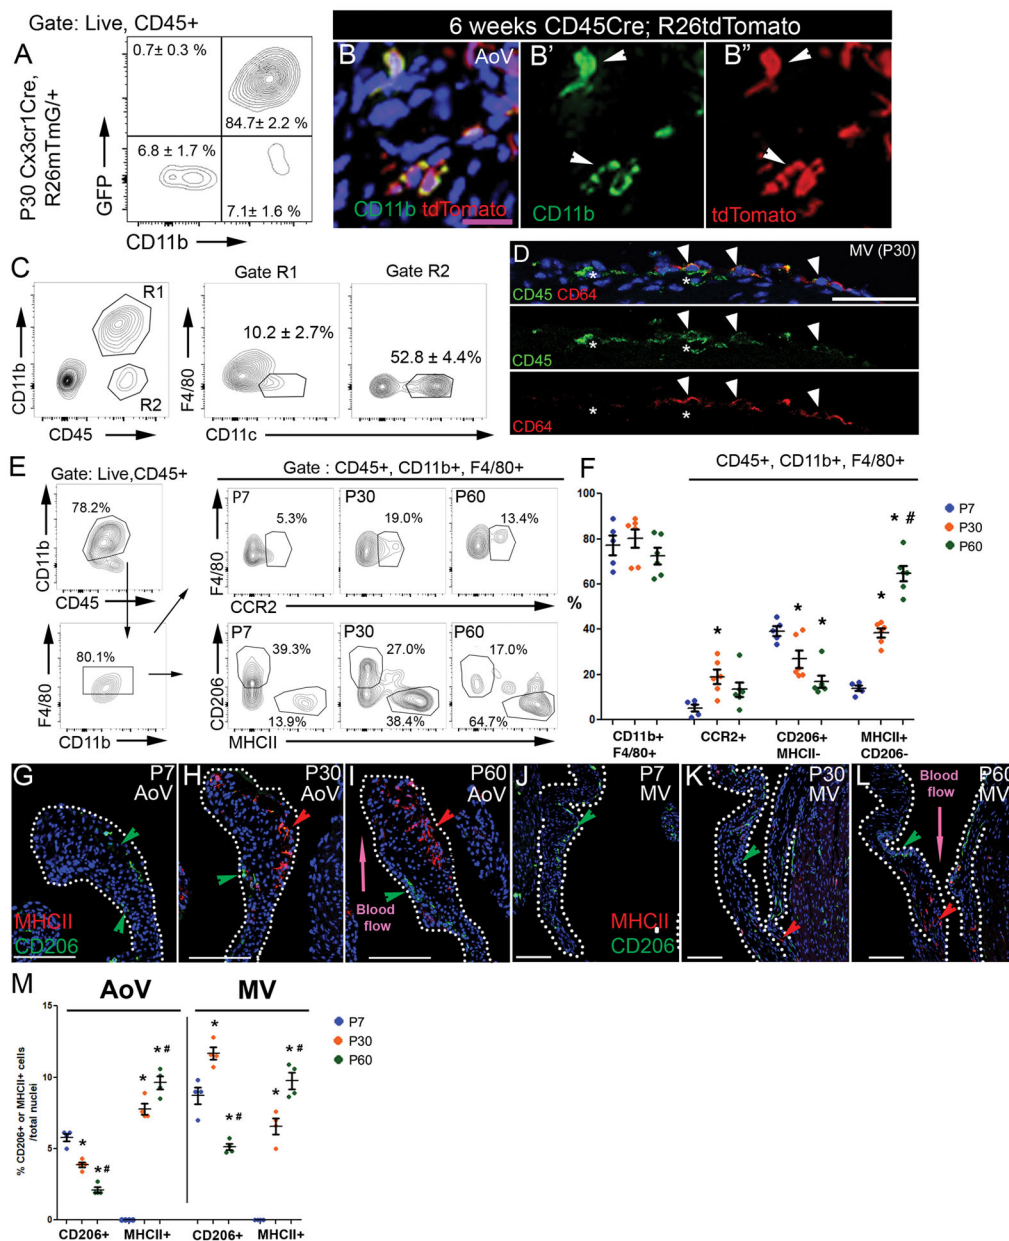 Gate: Live, CD45+
A
P30 Cx3cr1Cre,
R26mTmG/+
0.7± 0.3 %
84.7± 2.2 %
6.8 ± 1.7 %
7.1± 1.6 %
GFP
CD11b
6 weeks CD45Cre; R26tdTomato
B
AoV
CD11b tdTomato
B'
CD11b
B"
tdTomato
C
R1
R2
CD11b
CD45
Gate R1
10.2 ± 2.7%
F4/80
CD11c
Gate R2
52.8 ± 4.4%
D
MV (P30)
CD45 CD64
*
*
CD45
*
*
CD64
*
*
E
Gate: Live,CD45+
78.2%
CD11b
CD45
80.1%
F4/80
CD11b
Gate : CD45+, CD11b+, F4/80+
P7
5.3%
P30
19.0%
P60
13.4%
F4/80
CCR2
P7
39.3%
13.9%
P30
27.0%
38.4%
P60
17.0%
64.7%
CD206
MHCII
F
CD45+, CD11b+, F4/80+
100
80
60
40
20
0
%
*
*
*
*
* #
P7
P30
P60
CD11b+
F4/80+
CCR2+
CD206+
MHCII-
MHCII+
CD206-
G
P7
AoV
MHCII
CD206
H
P30
AoV
I
P60
AoV
Blood
flow
J
P7
MV
MHCII
CD206
K
P30
MV
L
P60
MV
Blood
flow
M
AoV
MV
% CD206+ or MHCII+ cells
/total nuclei
15
10
5
0
*
*#
*
*#
*
*#
*
*#
P7
P30
P60
CD206+
MHCII+
CD206+
MHCII+